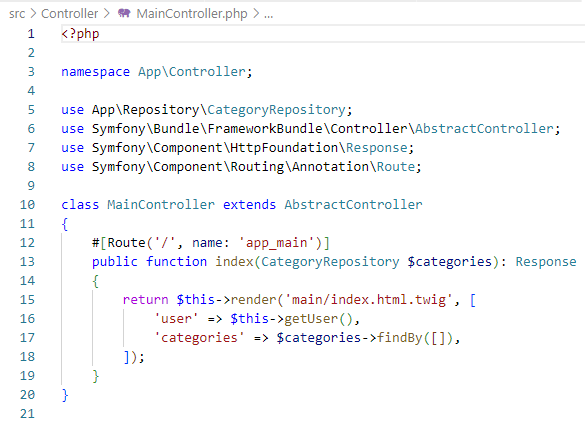 src > Controller > MainController.php > ...
1 <?php
2
3 namespace App\Controller;
4
5 use App\Repository\CategoryRepository;
6 use Symfony\Bundle\FrameworkBundle\Controller\AbstractController;
7 use Symfony\Component\HttpFoundation\Response;
8 use Symfony\Component\Routing\Annotation\Route;
9
10 class MainController extends AbstractController
11 {
12     #[Route('/', name: 'app_main')]
13     public function index(CategoryRepository $categories): Response
14     {
15         return $this->render('main/index.html.twig', [
16             'user' => $this->getUser(),
17             'categories' => $categories->findBy([]),
18         ]);
19     }
20 }
21